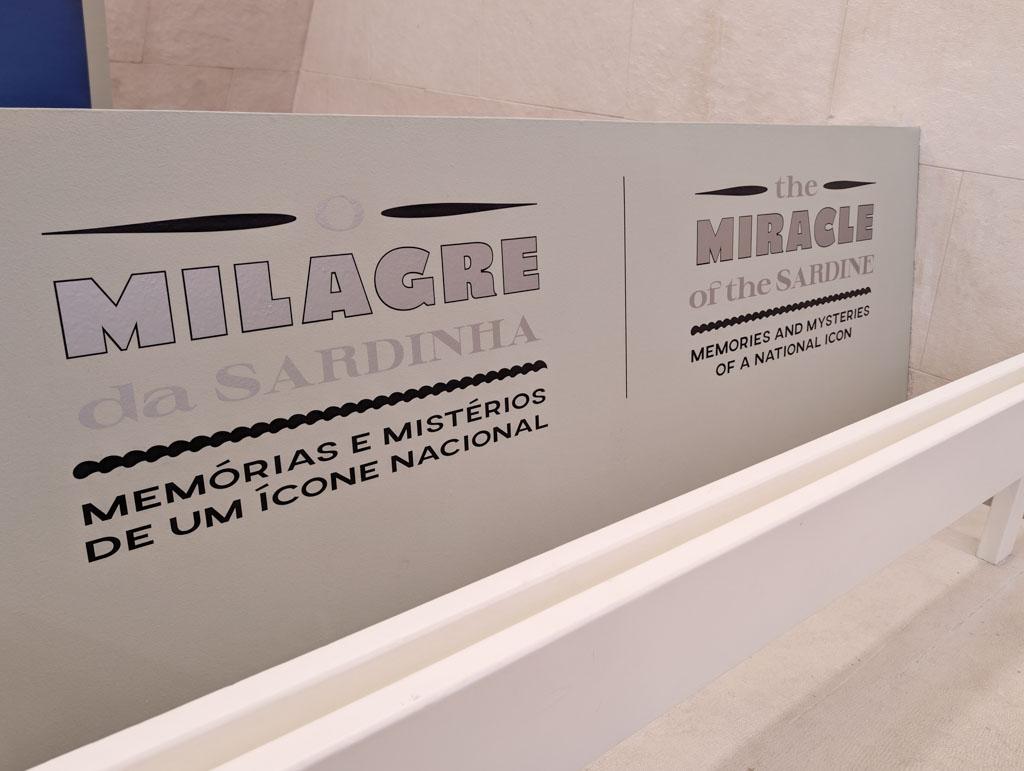 O
MILAGRE
da SARDINHA
MEMÓRIAS E MISTÉRIOS
DE UM ÍCONE NACIONAL
the
MIRACLE
of the SARDINE
MEMORIES AND MYSTERIES
OF A NATIONAL ICON